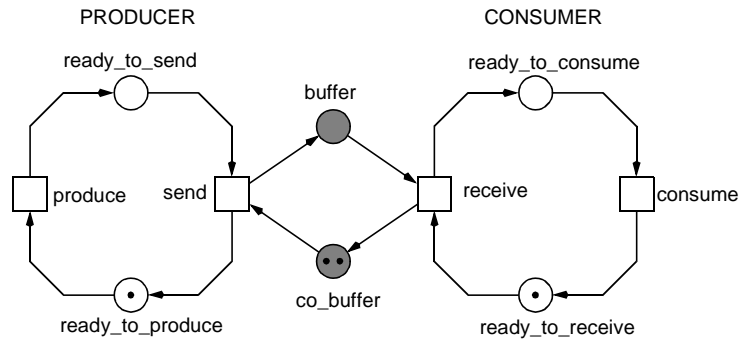 PRODUCER
CONSUMER
ready_to_send
ready_to_consume
buffer
produce
send
receive
consume
co_buffer
ready_to_produce
ready_to_receive